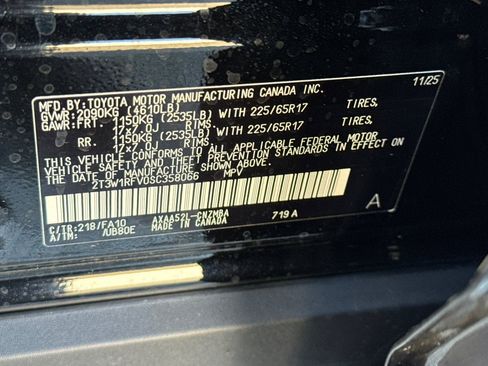 MFD.BY:TOYOTA MOTOR MANUFACTURING CANADA INC. 11/25
GVWR:2090KG (4610LB)
GAWR:FRT. 1150KG (2535LB) WITH 225/65R17 TIRES,
17x7.0J RIMS
RR. 1150KG (2535LB) WITH 225/65R17 TIRES,
17x7.0J RIMS
THIS VEHICLE CONFORMS TO ALL APPLICABLE FEDERAL MOTOR
VEHICLE SAFETY AND THEFT PREVENTION STANDARDS IN EFFECT
ON THE DATE OF MANUFACTURE SHOWN ABOVE.
2T3W1RFV0SC358066 MPV
C/TR:218/FA10 AXAA52L-CNZMBA 719A A
A/TM: /UB80E MADE IN CANADA